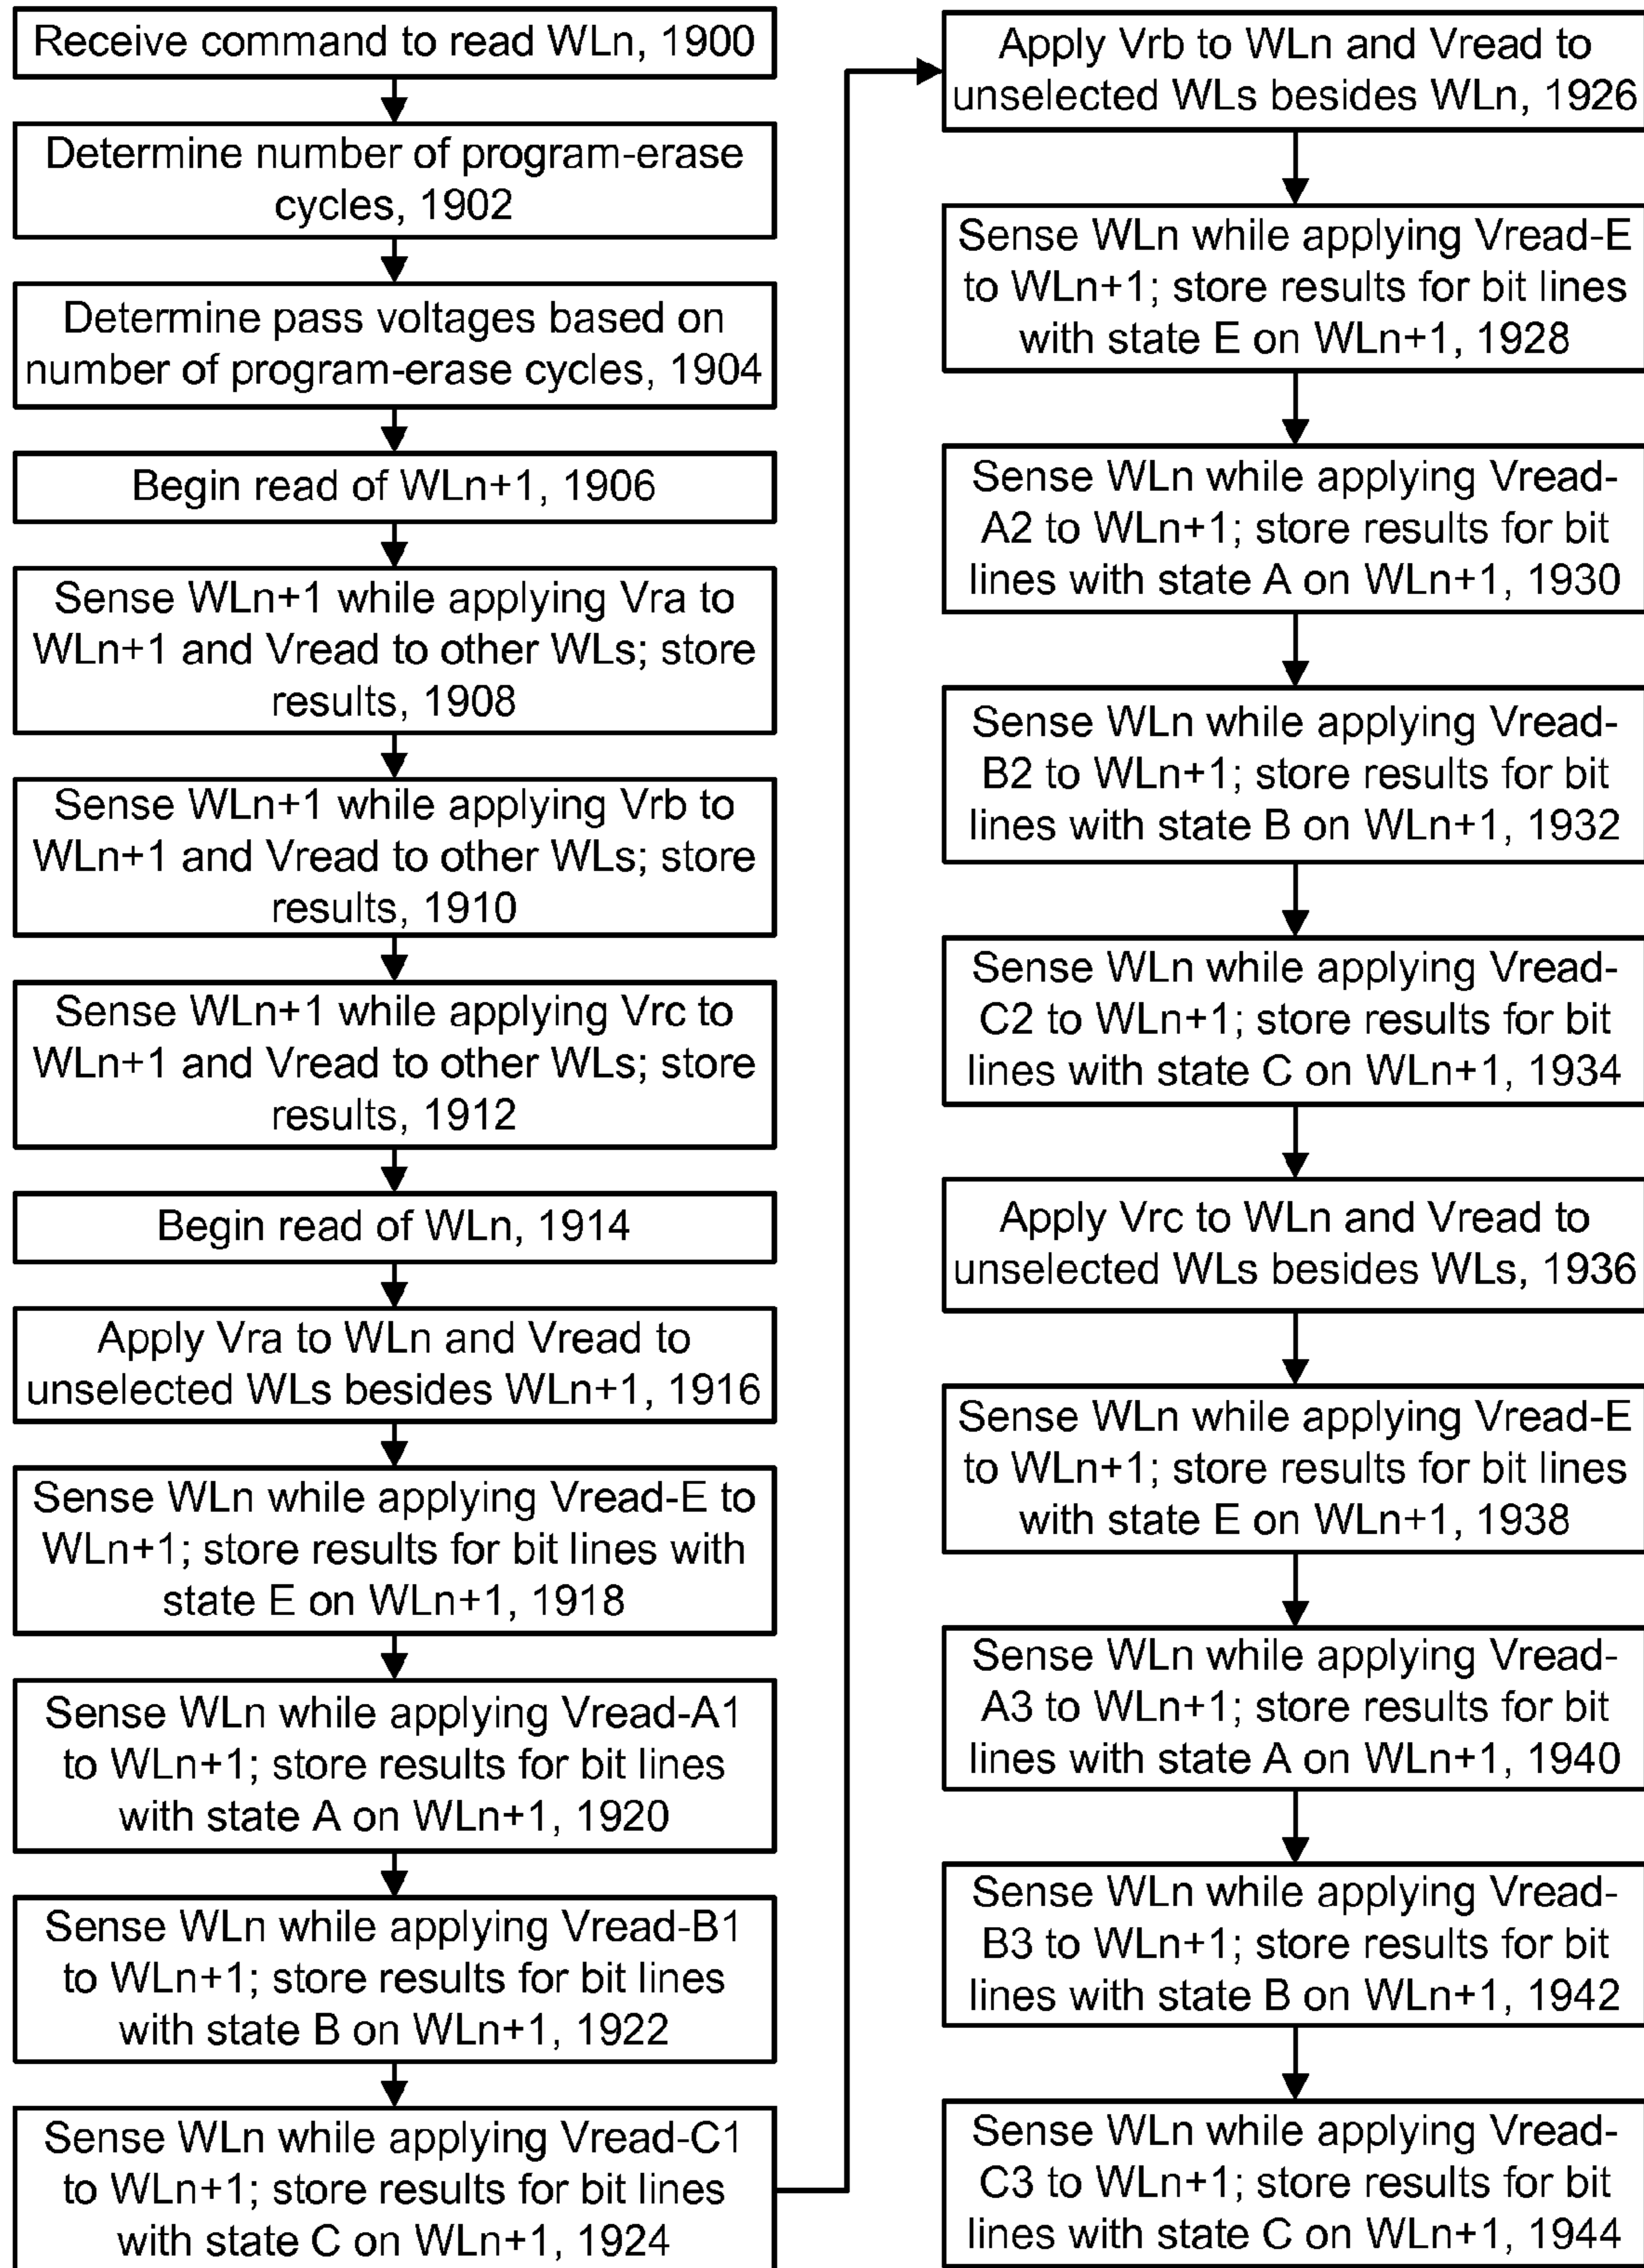 Receive command to read WLn, 1900
Determine number of program-erase
cycles, 1902
Determine pass voltages based on
number of program-erase cycles, 1904
Begin read of WLn+1, 1906
Sense WLn+1 while applying Vra to
WLn+1 and Vread to other WLs; store
results, 1908
Sense WLn+1 while applying Vrb to
WLn+1 and Vread to other WLs; store
results, 1910
Sense WLn+1 while applying Vrc to
WLn+1 and Vread to other WLs; store
results, 1912
Begin read of WLn, 1914
Apply Vra to WLn and Vread to
unselected WLs besides WLn+1, 1916
Sense WLn while applying Vread-E to
WLn+1; store results for bit lines with
state E on WLn+1, 1918
Sense WLn while applying Vread-A1
to WLn+1; store results for bit lines
with state A on WLn+1, 1920
Sense WLn while applying Vread-B1
to WLn+1; store results for bit lines
with state B on WLn+1, 1922
Sense WLn while applying Vread-C1
to WLn+1; store results for bit lines
with state C on WLn+1, 1924
Apply Vrb to WLn and Vread to
unselected WLs besides WLn, 1926
Sense WLn while applying Vread-E
to WLn+1; store results for bit lines
with state E on WLn+1, 1928
Sense WLn while applying Vread-
A2 to WLn+1; store results for bit
lines with state A on WLn+1, 1930
Sense WLn while applying Vread-
B2 to WLn+1; store results for bit
lines with state B on WLn+1, 1932
Sense WLn while applying Vread-
C2 to WLn+1; store results for bit
lines with state C on WLn+1, 1934
Apply Vrc to WLn and Vread to
unselected WLs besides WLs, 1936
Sense WLn while applying Vread-E
to WLn+1; store results for bit lines
with state E on WLn+1, 1938
Sense WLn while applying Vread-
A3 to WLn+1; store results for bit
lines with state A on WLn+1, 1940
Sense WLn while applying Vread-
B3 to WLn+1; store results for bit
lines with state B on WLn+1, 1942
Sense WLn while applying Vread-
C3 to WLn+1; store results for bit
lines with state C on WLn+1, 1944